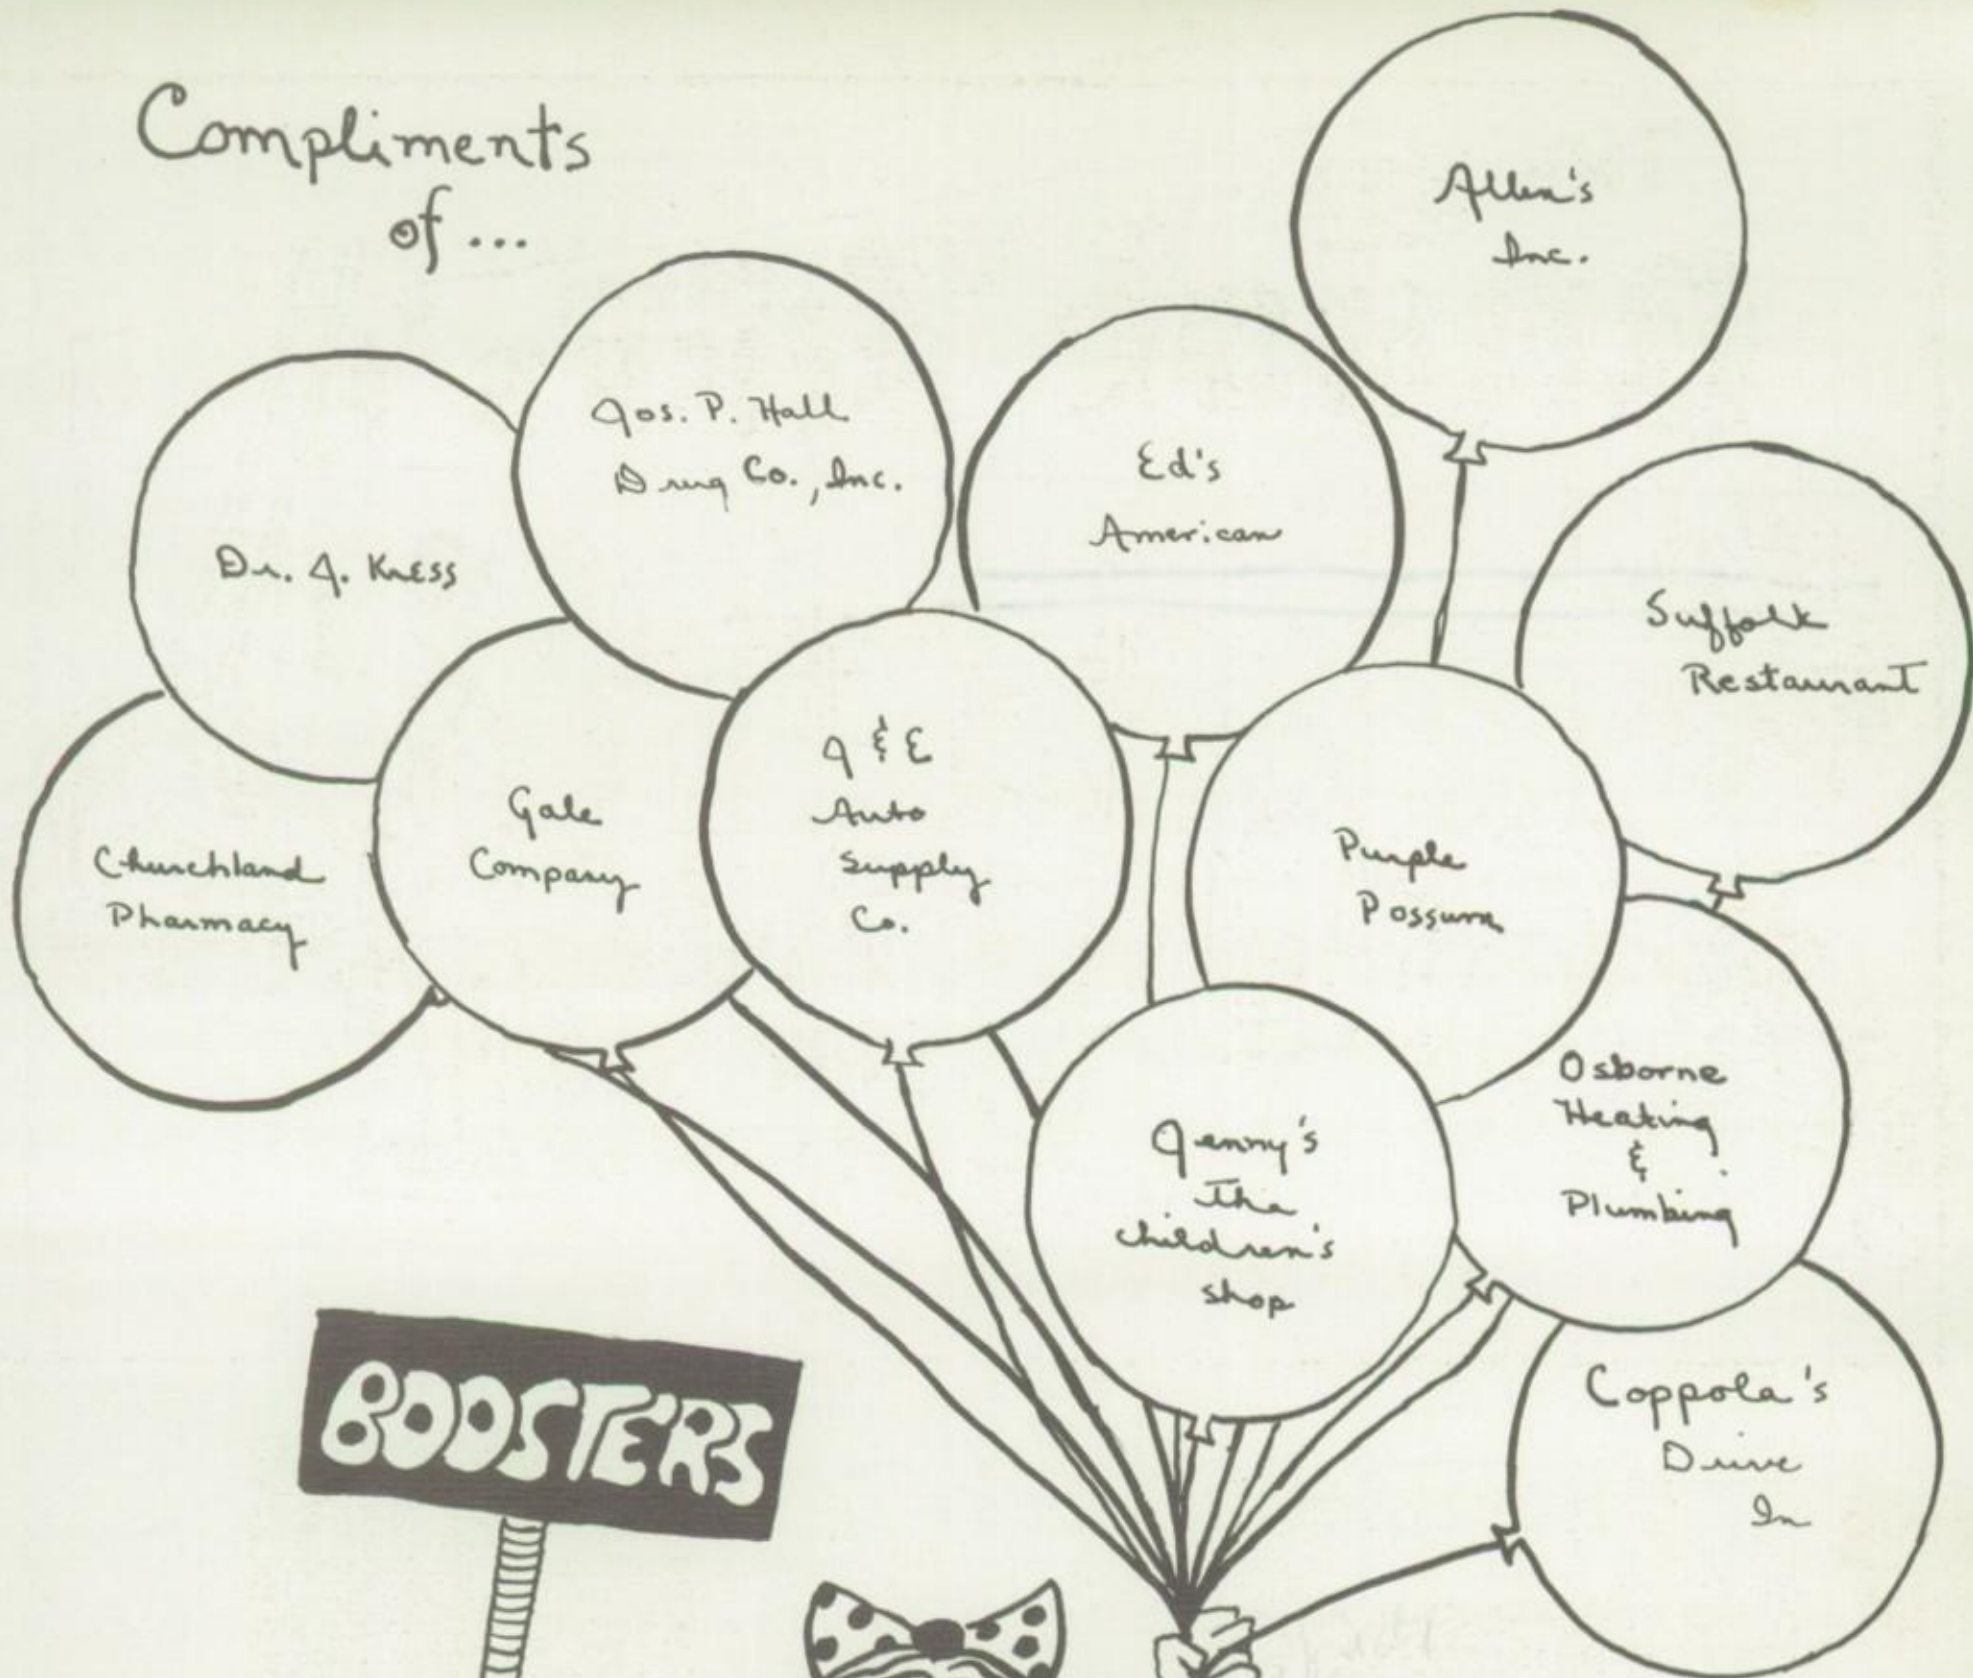 Compliments
of ...
Allen's
Inc.
Jos. P. Hall
Drug Co., Inc.
Ed's
American
Dr. J. Kress
Suffolk
Restaurant
Churchland
Pharmacy
Gale
Company
J & E
Auto
Supply
Co.
Purple
Possum
Osborne
Heating
&
Plumbing
Jenny's
The
children's
shop
Coppola's
Drive
In
BOOSTERS